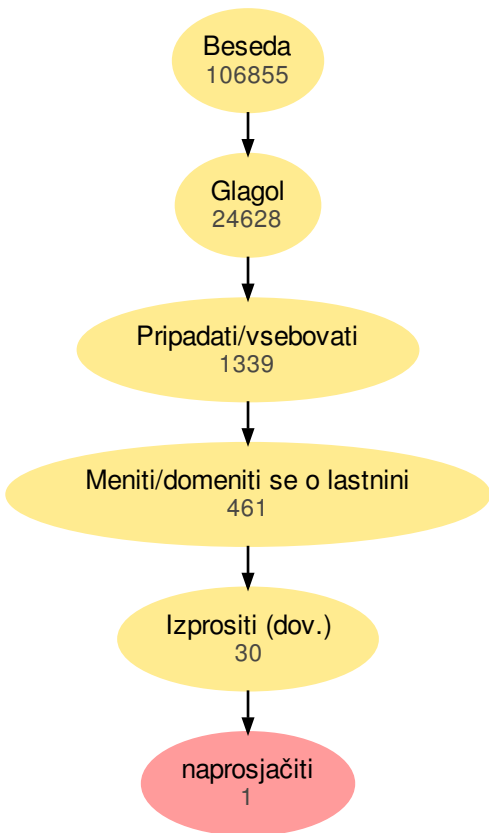 Beseda
106855
Glagol
24628
Pripadati/vsebovati
1339
Meniti/domeniti se o lastnini
461
Izprositi (dov.)
30
naprosjačiti
1